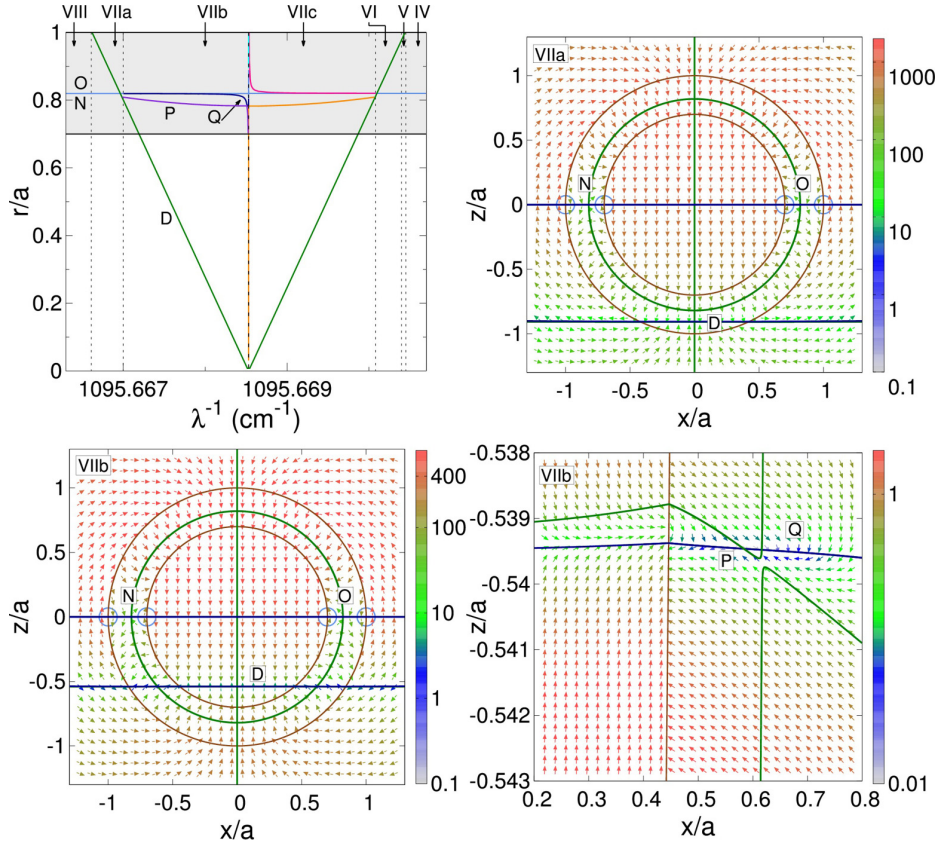 VIII VIIa VIIb VIIc VI V IV
1
0.8
0.6
0.4
0.2
0
r/a
O
N
P
Q
D
1095.667 1095.669
λ⁻¹ (cm⁻¹)
VIIa
1
0.5
0
-0.5
-1
z/a
N O
D
-1 -0.5 0 0.5 1
x/a
1000
100
10
1
0.1
VIIb
1
0.5
0
-0.5
-1
z/a
N O
D
-1 -0.5 0 0.5 1
x/a
400
100
10
1
0.1
VIIb
-0.538
-0.539
-0.54
-0.541
-0.542
-0.543
z/a
Q
P
0.2 0.3 0.4 0.5 0.6 0.7 0.8
x/a
1
0.01